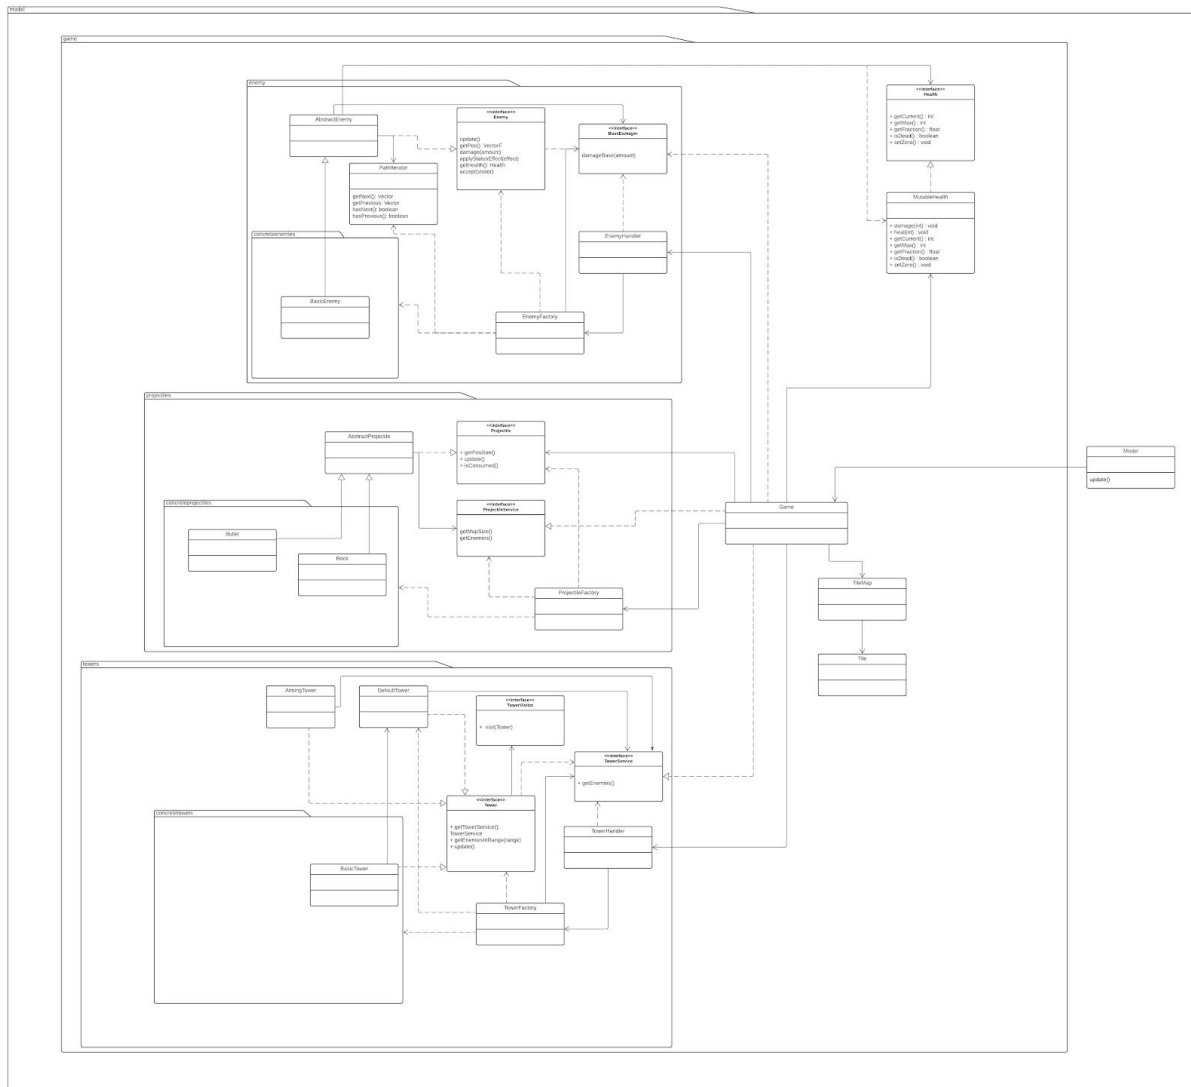 model
game
enemy
AbstractEnemy
<<interface>>
Enemy
update()
getPos(): VectorF
damage(amount)
applyStatusEffect(effect)
getHealth(): Health
accept(visitor)
<<interface>>
BaseDamager
damageBase(amount)
PathIterator
getNext(): Vector
getPrevious: Vector
hasNext(): boolean
hasPrevious(): boolean
concreteenemies
BasicEnemy
EnemyHandler
EnemyFactory
<<interface>>
Health
+ getCurrent() : int
+ getMax() : int
+ getFraction() : float
+ isDead() : boolean
+ setZero() : void
MutableHealth
+ damage(int) : void
+ heal(int) : void
+ getCurrent() : int
+ getMax() : int
+ getFraction() : float
+ isDead() : boolean
+ setZero() : void
projectiles
AbstractProjectile
<<interface>>
Projectile
+ getPosition()
+ update()
+ isConsumed()
<<interface>>
ProjectileService
getMapSize()
getEnemies()
concreteprojectiles
Bullet
Rock
ProjectileFactory
Model
update()
Game
TileMap
Tile
towers
AimingTower
DefaultTower
<<interface>>
TowerVisitor
+ visit(Tower)
<<interface>>
TowerService
+ getEnemies()
<<interface>>
Tower
+ getTowerService():
TowerService
+ getEnemiesInRange(range)
+ update()
TowerHandler
concretetowers
BasicTower
TowerFactory